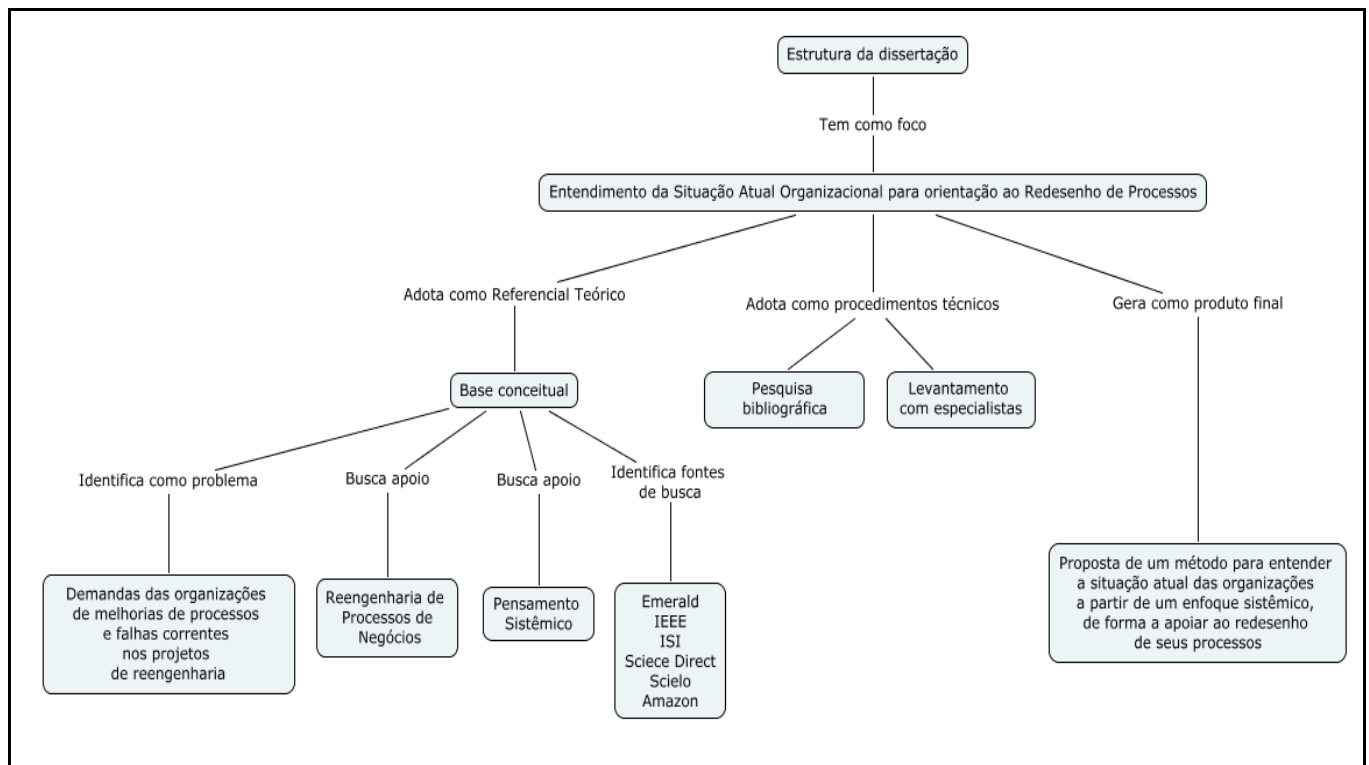 Estrutura da dissertação
Tem como foco
Entendimento da Situação Atual Organizacional para orientação ao Redesenho de Processos
Adota como Referencial Teórico
Adota como procedimentos técnicos
Gera como produto final
Base conceitual
Pesquisa
bibliográfica
Levantamento
com especialistas
Identifica como problema
Busca apoio
Busca apoio
Identifica fontes
de busca
Demandas das organizações
de melhorias de processos
e falhas correntes
nos projetos
de reengenharia
Reengenharia de
Processos de
Negócios
Pensamento
Sistêmico
Emerald
IEEE
ISI
Sciece Direct
Scielo
Amazon
Proposta de um método para entender
a situação atual das organizações
a partir de um enfoque sistêmico,
de forma a apoiar ao redesenho
de seus processos